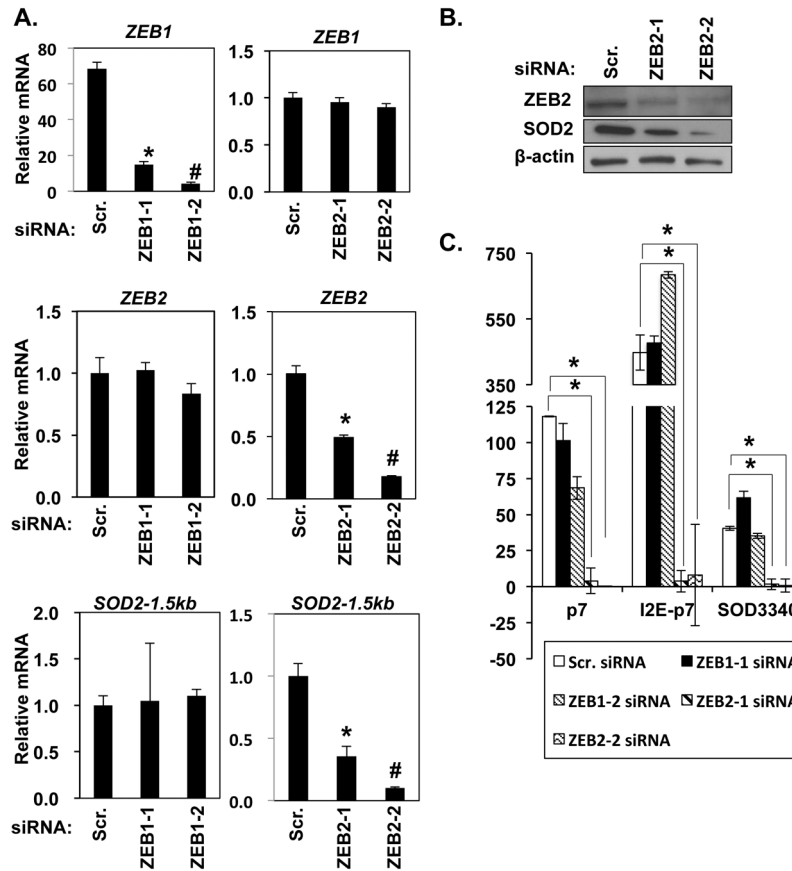 A.
ZEB1
Relative mRNA
80
60
40
20
0
*
#
siRNA:
Scr.
ZEB1-1
ZEB1-2
ZEB1
1.5
1.0
0.5
0.0
Scr.
ZEB2-1
ZEB2-2
ZEB2
Relative mRNA
1.5
1.0
0.5
0.0
siRNA:
Scr.
ZEB1-1
ZEB1-2
ZEB2
1.5
1.0
0.5
0.0
*
#
Scr.
ZEB2-1
ZEB2-2
SOD2-1.5kb
Relative mRNA
2.0
1.5
1.0
0.5
0.0
siRNA:
Scr.
ZEB1-1
ZEB1-2
SOD2-1.5kb
1.5
1.0
0.5
0.0
*
#
Scr.
ZEB2-1
ZEB2-2
B.
siRNA:
Scr.
ZEB2-1
ZEB2-2
ZEB2
SOD2
β-actin
C.
750
550
350
125
100
75
50
25
0
-25
-50
*
*
*
*
*
*
p7
I2E-p7
SOD3340
Scr. siRNA
ZEB1-1 siRNA
ZEB1-2 siRNA
ZEB2-1 siRNA
ZEB2-2 siRNA